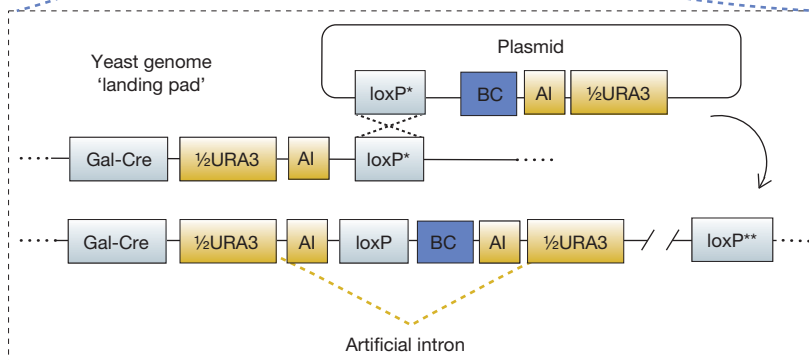 Yeast genome
‘landing pad’
Plasmid
loxP*
BC
AI
½URA3
Gal-Cre
½URA3
AI
loxP*
Gal-Cre
½URA3
AI
loxP
BC
AI
½URA3
loxP**
Artificial intron